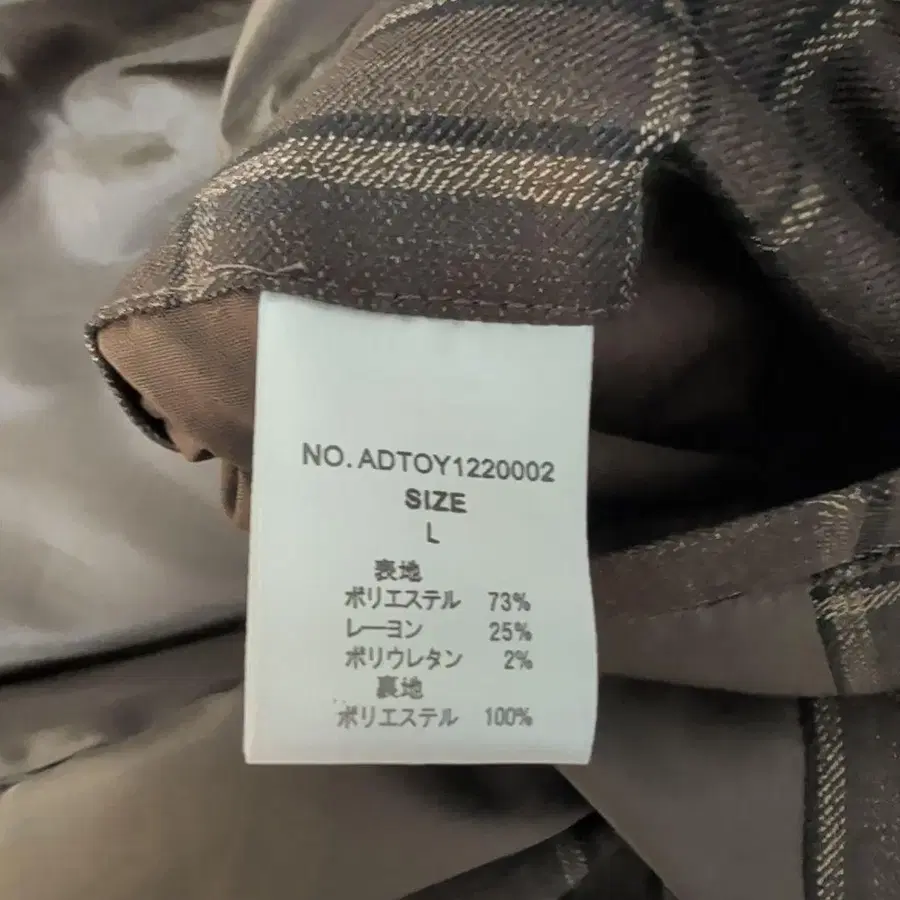 NO. ADTOY1220002
SIZE
L
表地
ポリエステル 73%
レーヨン 25%
ポリウレタン 2%
裏地
ポリエステル 100%